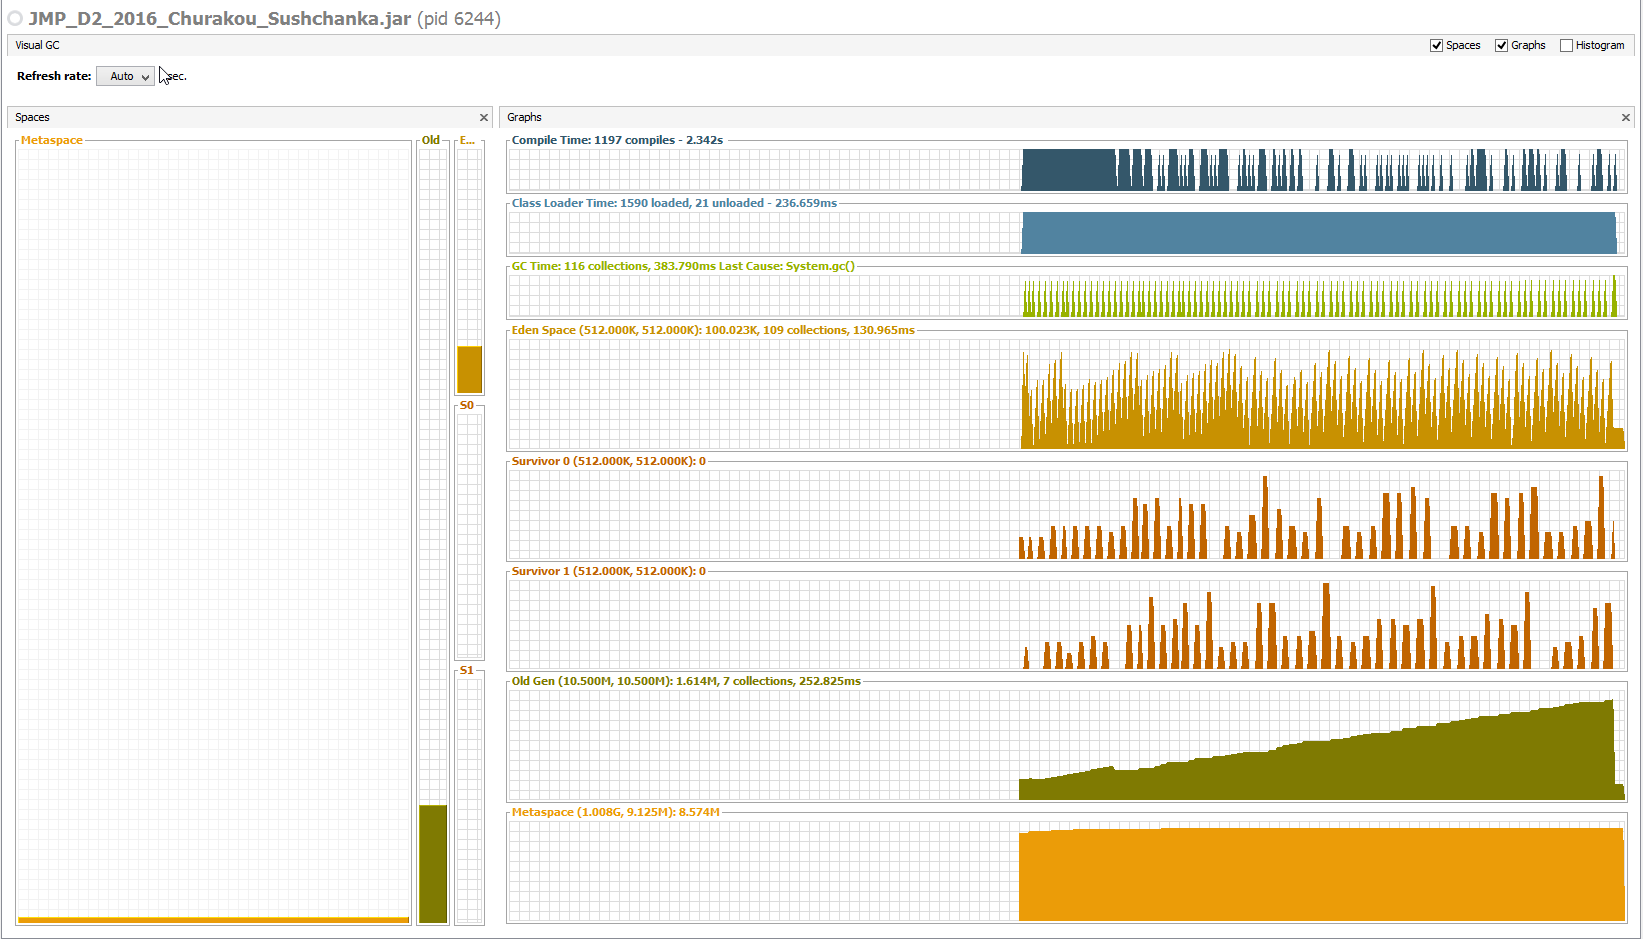 JMP_D2_2016_Churakou_Sushchanka.jar (pid 6244)
Visual GC
Spaces Graphs Histogram
Refresh rate: Auto sec.
Spaces
Graphs
Metaspace
Old
E...
S0
S1
Compile Time: 1197 compiles - 2.342s
Class Loader Time: 1590 loaded, 21 unloaded - 236.659ms
GC Time: 116 collections, 383.790ms Last Cause: System.gc()
Eden Space (512.000K, 512.000K): 100.023K, 109 collections, 130.965ms
Survivor 0 (512.000K, 512.000K): 0
Survivor 1 (512.000K, 512.000K): 0
Old Gen (10.500M, 10.500M): 1.614M, 7 collections, 252.825ms
Metaspace (1.008G, 9.125M): 8.574M